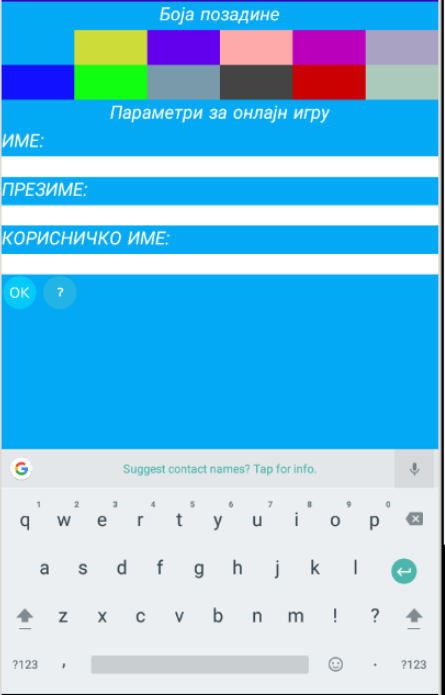 Боја позадине
Параметри за онлајн игру
ИМЕ:
ПРЕЗИМЕ:
КОРИСНИЧКО ИМЕ:
OK ?
G Suggest contact names? Tap for info.
1 2 3 4 5 6 7 8 9 0
q w e r t y u i o p
a s d f g h j k l
z x c v b n m ! ?
?123 , . ?123